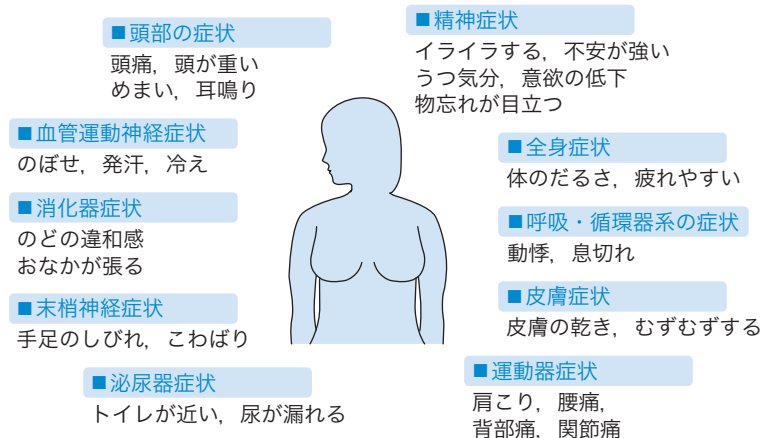 ■頭部の症状
頭痛，頭が重い
めまい，耳鳴り
■精神症状
イライラする，不安が強い
うつ気分，意欲の低下
物忘れが目立つ
■血管運動神経症状
のぼせ，発汗，冷え
■全身症状
体のだるさ，疲れやすい
■消化器症状
のどの違和感
おなかが張る
■呼吸・循環器系の症状
動悸，息切れ
■末梢神経症状
手足のしびれ，こわばり
■皮膚症状
皮膚の乾き，むずむずする
■泌尿器症状
トイレが近い，尿が漏れる
■運動器症状
肩こり，腰痛，
背部痛，関節痛